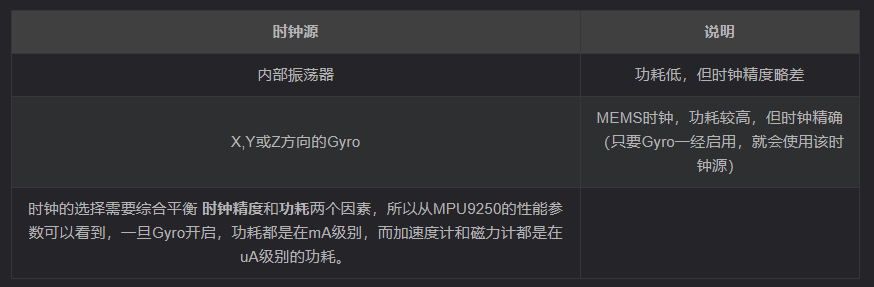 时钟源
说明
内部振荡器
功耗低，但时钟精度略差
X,Y或Z方向的Gyro
MEMS时钟，功耗较高，但时钟精确
（只要Gyro一经启用，就会使用该时
钟源）
时钟的选择需要综合平衡 时钟精度和功耗两个因素，所以从MPU9250的性能参
数可以看到，一旦Gyro开启，功耗都是在mA级别，而加速度计和磁力计都是在
uA级别的功耗。